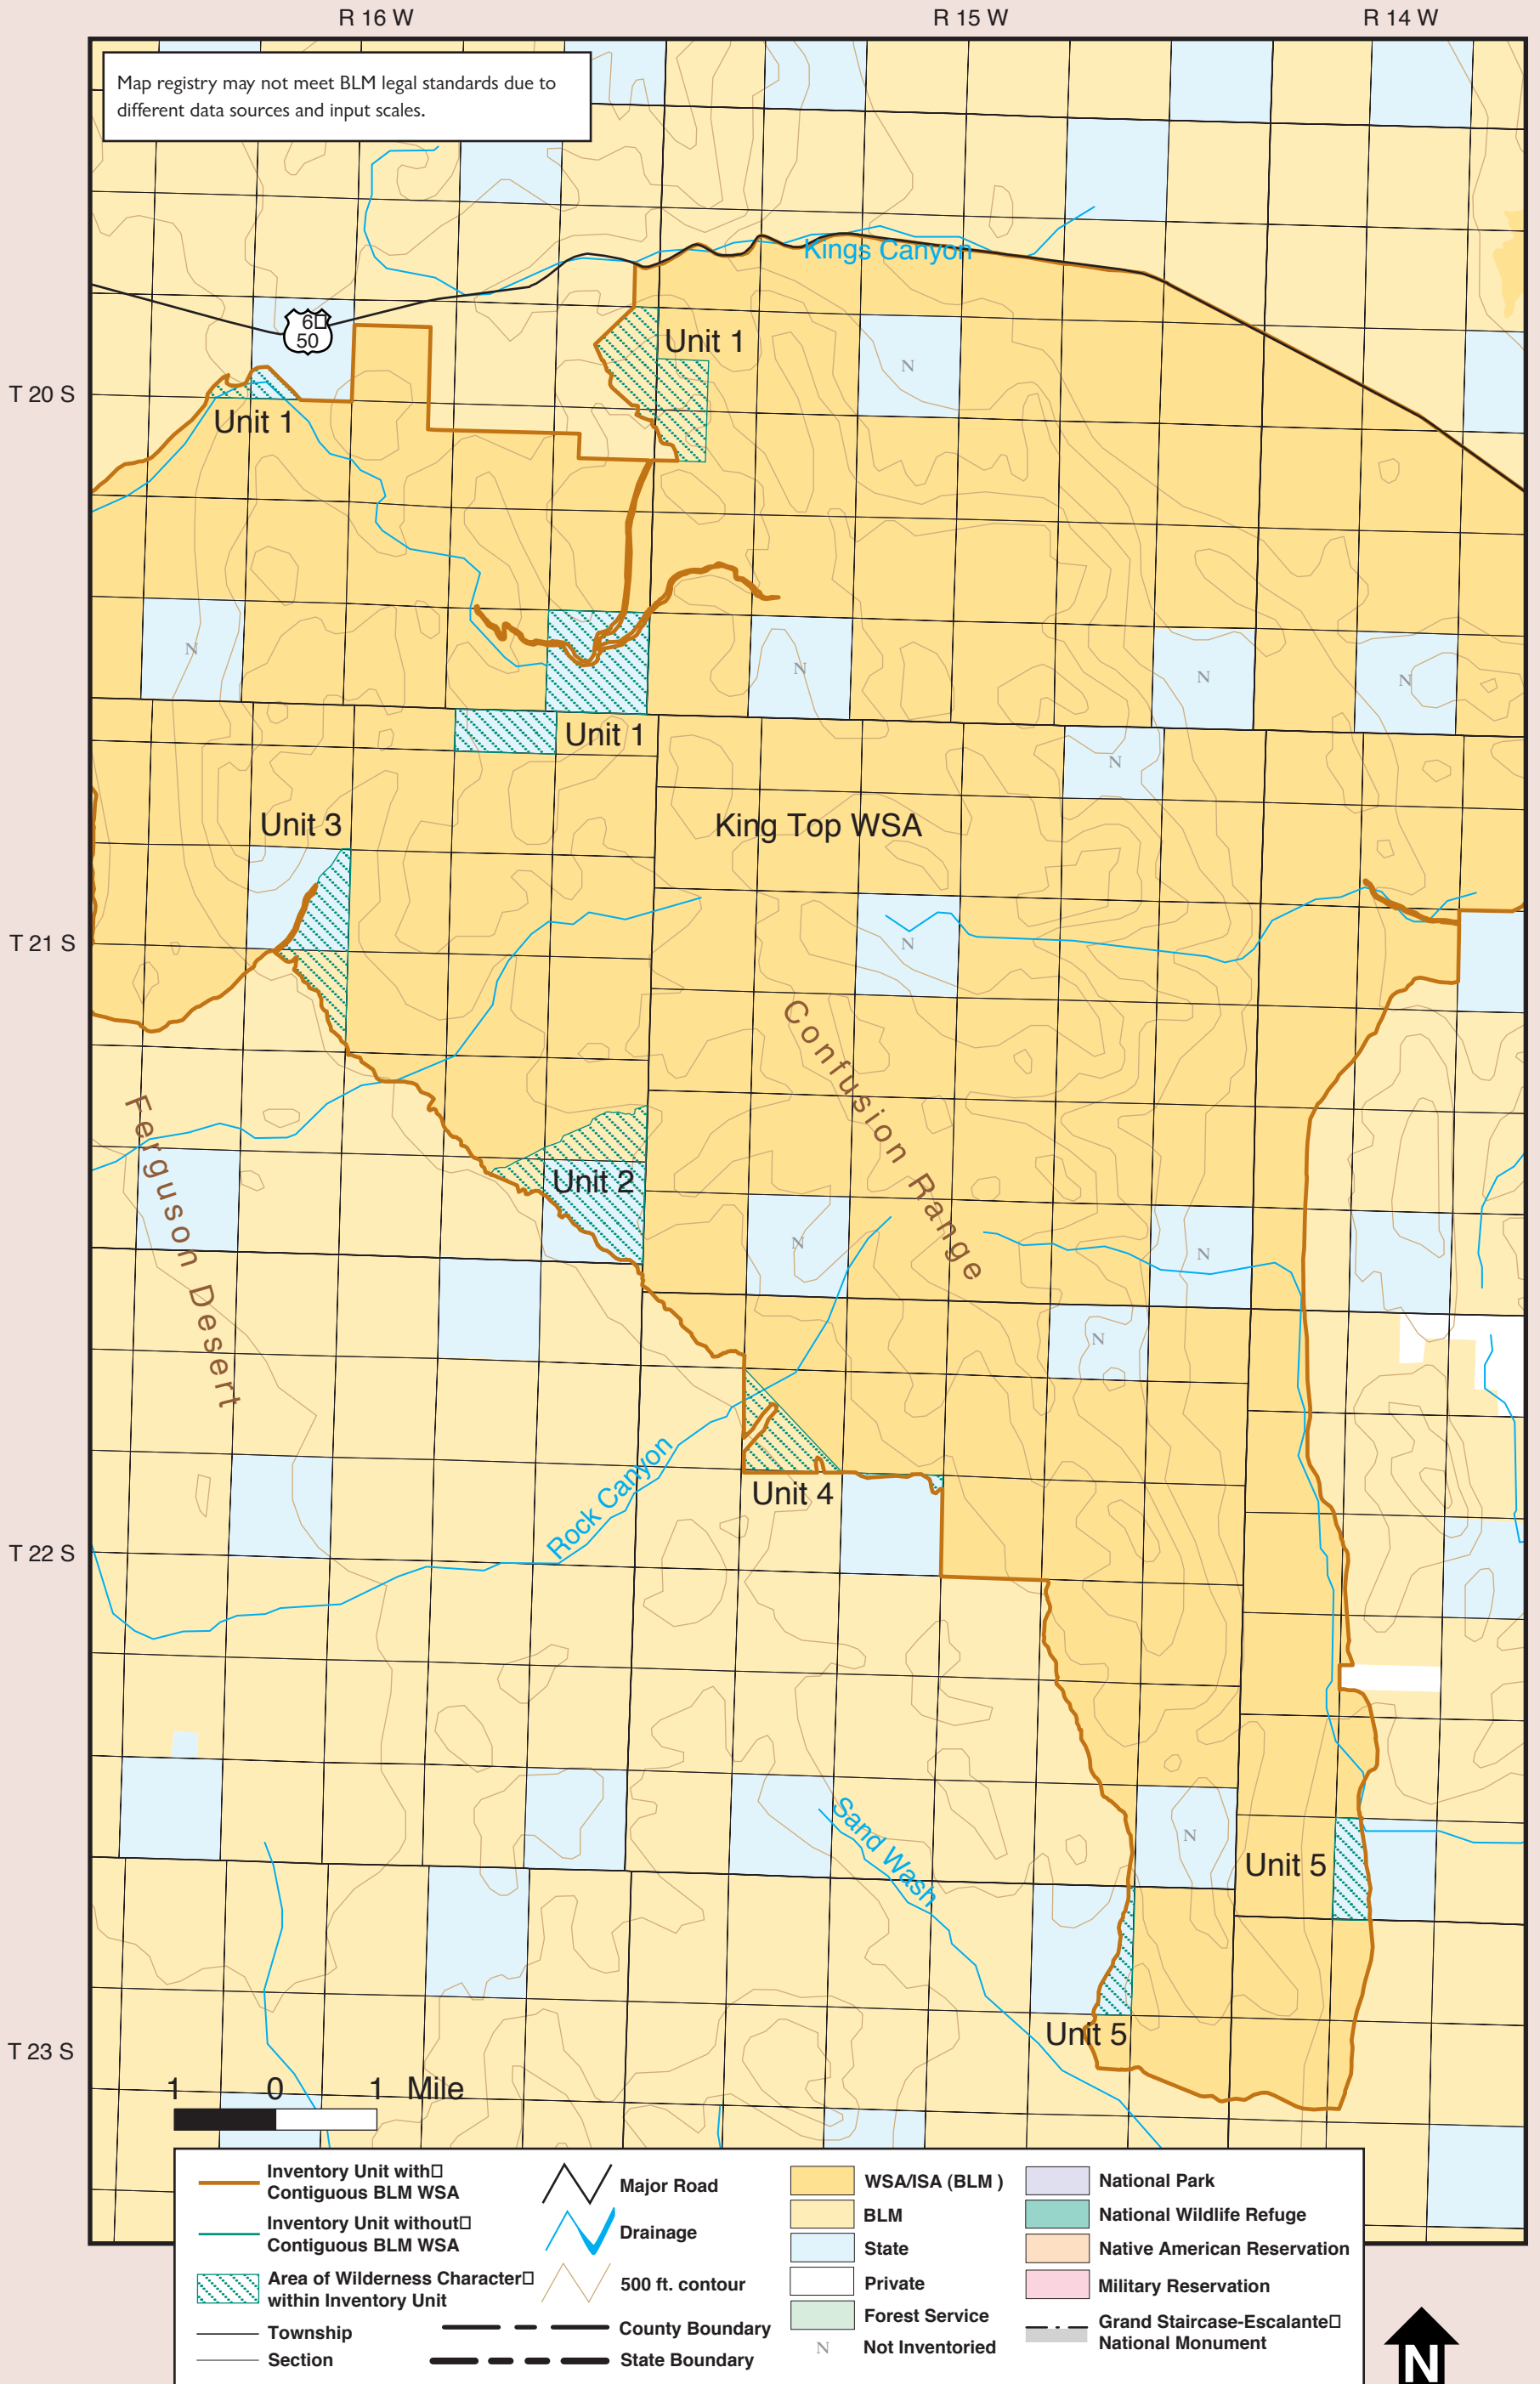 R 16 W
R 15 W
R 14 W
Map registry may not meet BLM legal standards due to
different data sources and input scales.
Kings Canyon
6
50
Unit 1
N
T 20 S
Unit 1
N
N
N
N
Unit 1
N
King Top WSA
Unit 3
T 21 S
N
Confusion Range
Ferguson Desert
Unit 2
N
N
N
Rock Canyon
Unit 4
T 22 S
Sand Wash
N
Unit 5
Unit 5
T 23 S
1 0 1 Mile
Inventory Unit with
Contiguous BLM WSA
Inventory Unit without
Contiguous BLM WSA
Area of Wilderness Character
within Inventory Unit
Township
Section
Major Road
Drainage
500 ft. contour
County Boundary
State Boundary
WSA/ISA (BLM )
BLM
State
Private
Forest Service
N Not Inventoried
National Park
National Wildlife Refuge
Native American Reservation
Military Reservation
Grand Staircase-Escalante
National Monument
N